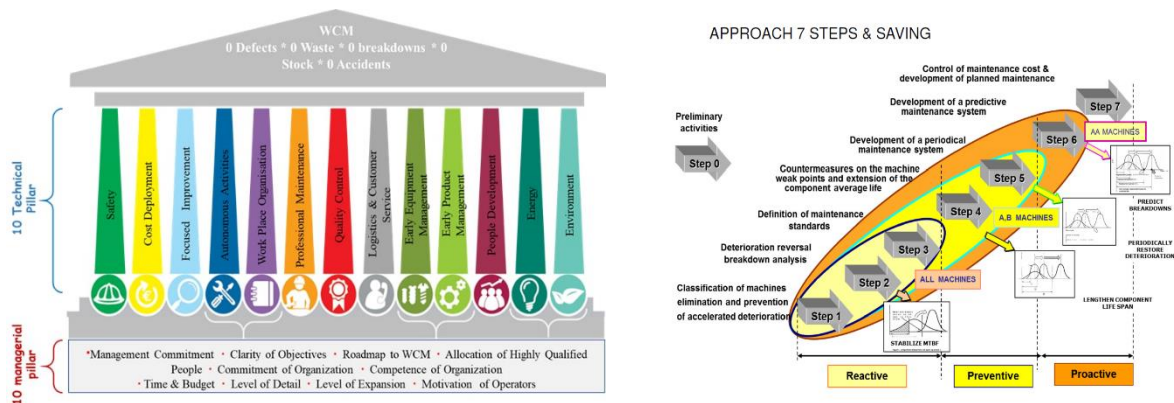 WCM
0 Defects * 0 Waste * 0 breakdowns * 0
Stock * 0 Accidents
10 Technical
Pillar
Safety
Cost Deployment
Focused Improvement
Autonomous Activities
Work Place Organisation
Professional Maintenance
Quality Control
Logistics & Customer
Service
Early Equipment
Management
Early Product
Management
People Development
Energy
Environment
10 managerial
pillar
*Management Commitment · Clarity of Objectives · Roadmap to WCM · Allocation of Highly Qualified
People · Commitment of Organization · Competence of Organization
· Time & Budget · Level of Detail · Level of Expansion · Motivation of Operators
APPROACH 7 STEPS & SAVING
Preliminary
activities
Step 0
Control of maintenance cost &
development of planned maintenance
Step 7
Development of a predictive
maintenance system
Step 6
AA MACHINES
Development of a periodical
maintenance system
Step 5
Countermeasures on the machine
weak points and extension of the
component average life
Step 4
A,B MACHINES
Definition of maintenance
standards
Step 3
Deterioration reversal
breakdown analysis
Step 2
ALL MACHINES
Classification of machines
elimination and prevention
of accelerated deterioration
Step 1
PREDICT
BREAKDOWNS
PERIODICALLY
RESTORE
DETERIORATION
LENGTHEN COMPONENT
LIFE SPAN
STABILIZE MTBF
Reactive
Preventive
Proactive